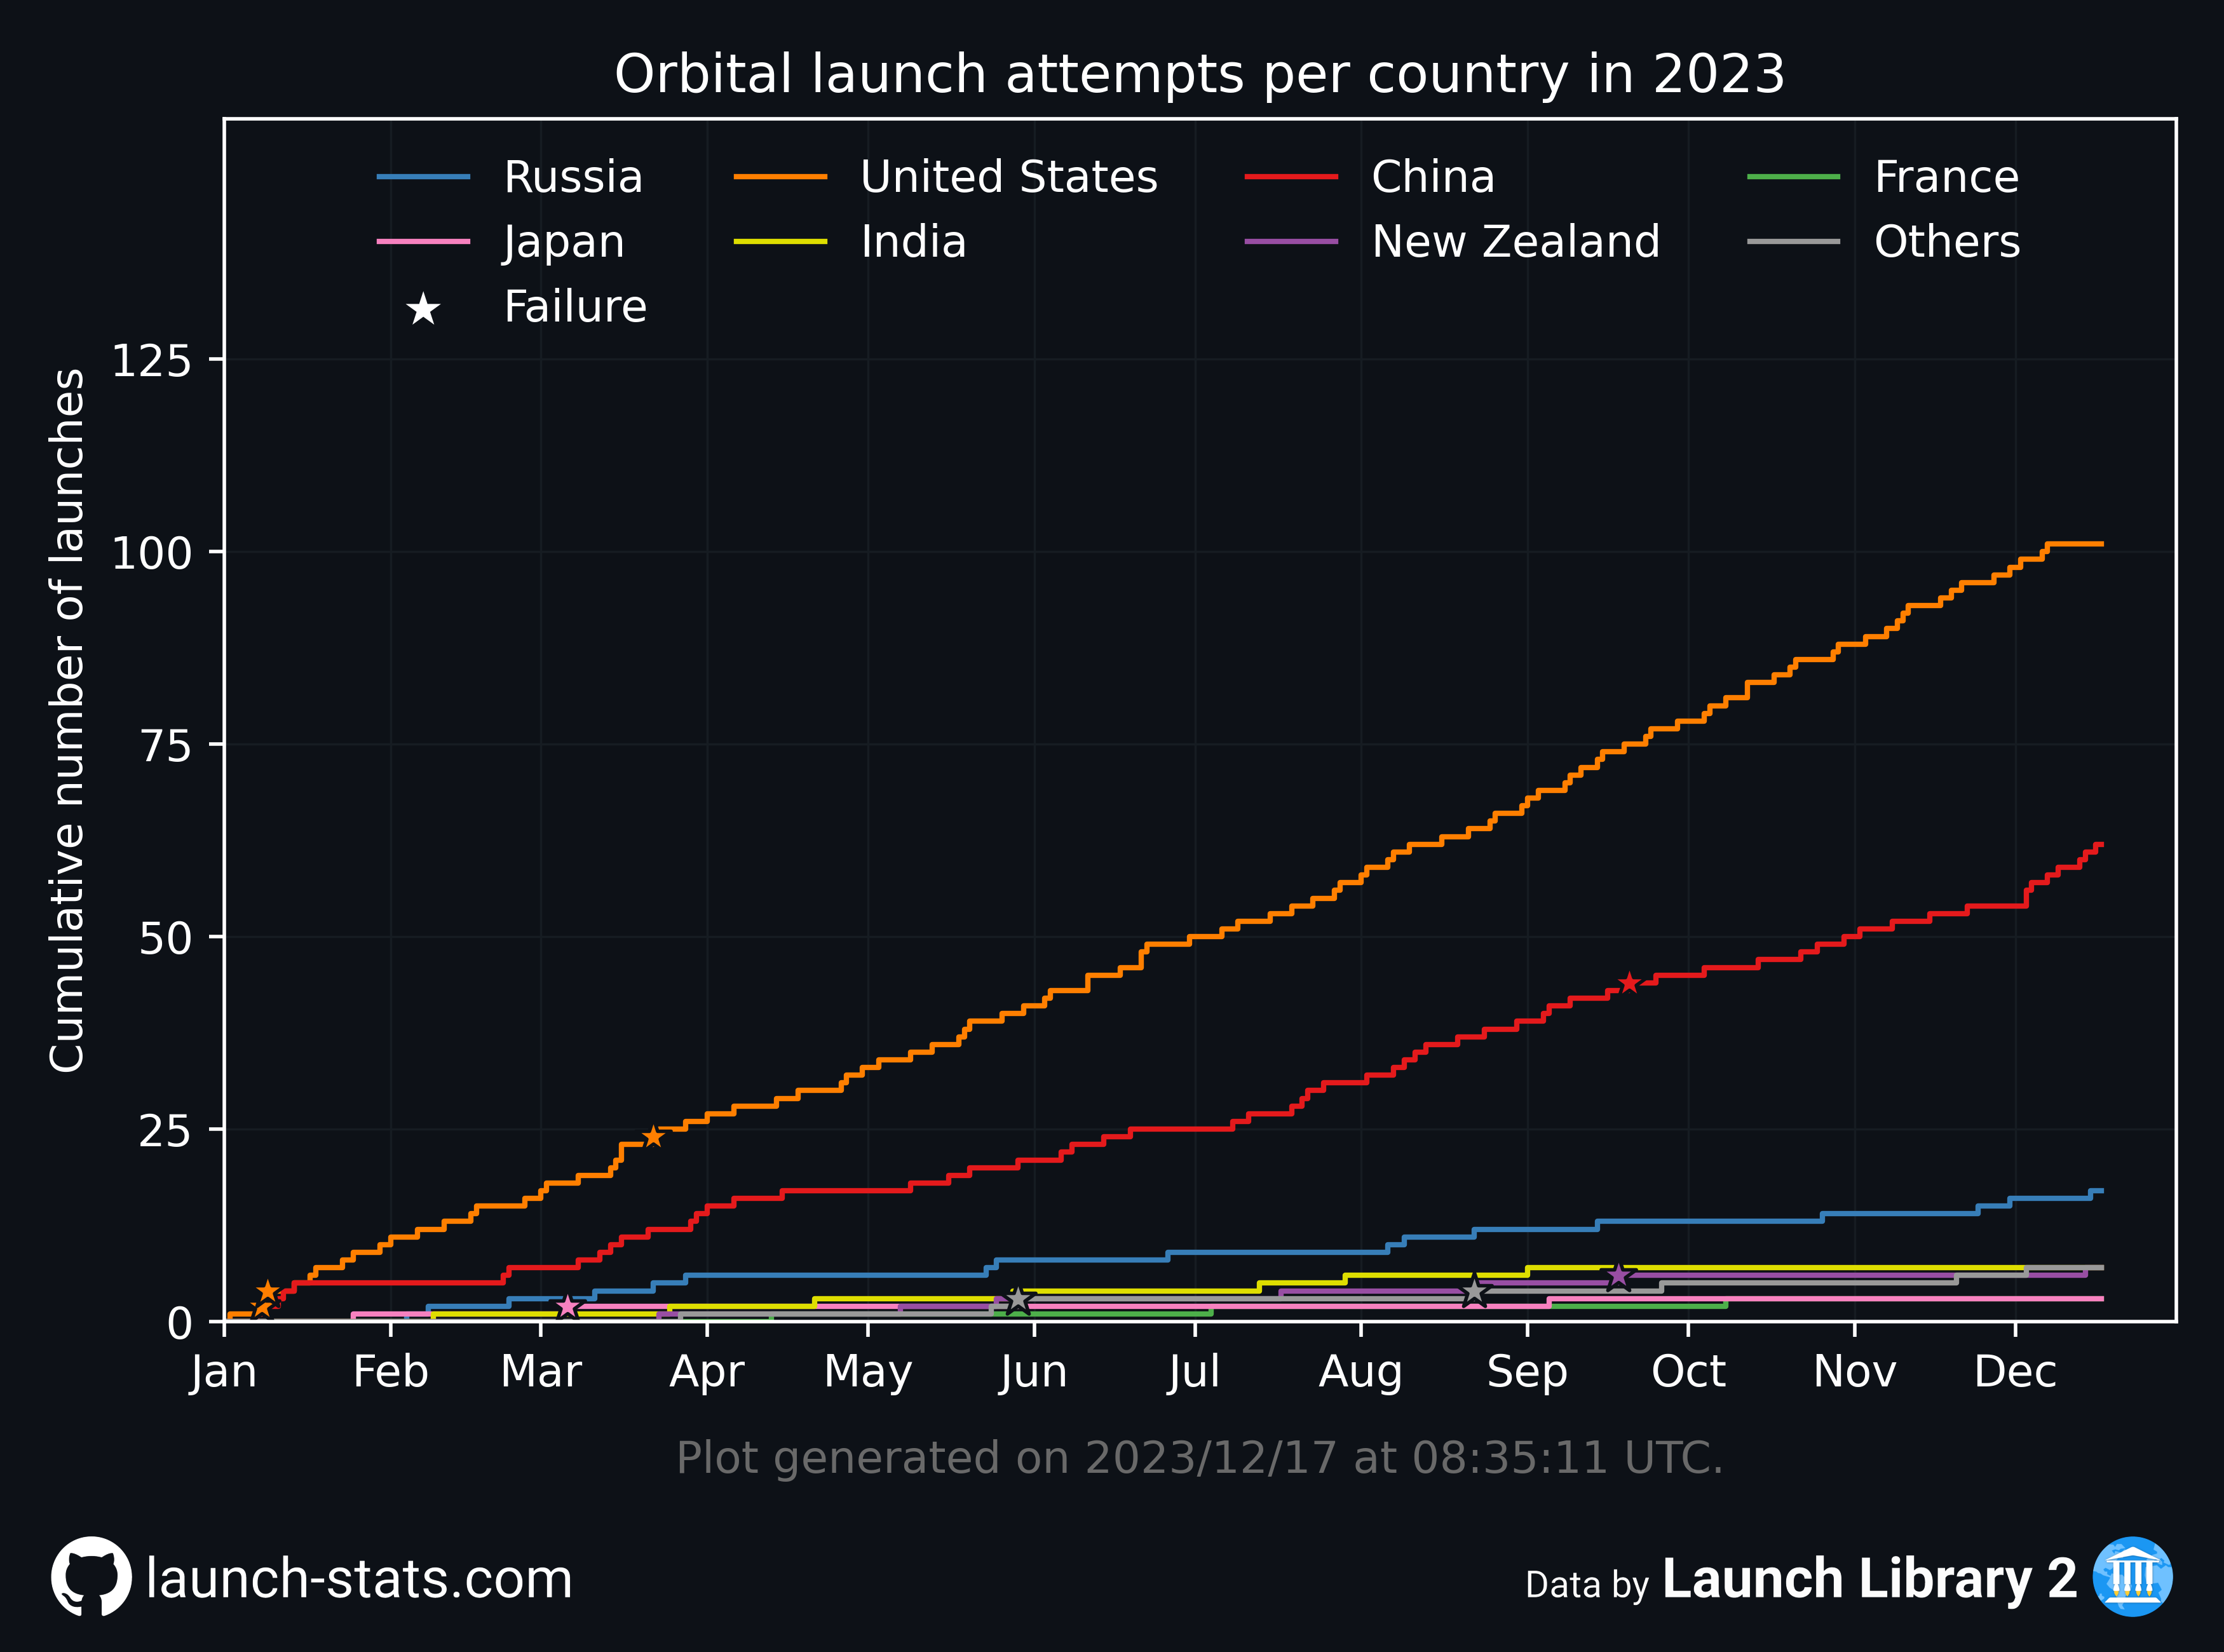 Orbital launch attempts per country in 2023
Russia United States China France
Japan India New Zealand Others
Failure
Cumulative number of launches
125
100
75
50
25
0
Jan Feb Mar Apr May Jun Jul Aug Sep Oct Nov Dec
Plot generated on 2023/12/17 at 08:35:11 UTC.
launch-stats.com
Data by Launch Library 2